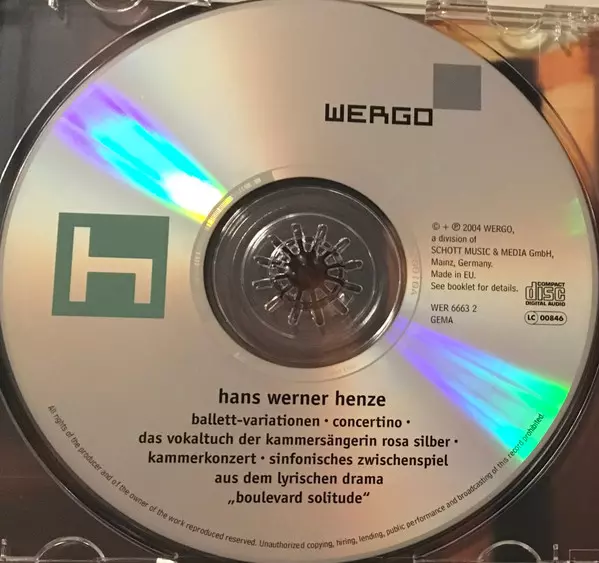 WERGO
© + ℗ 2004 WERGO,
a division of
SCHOTT MUSIC & MEDIA GmbH,
Mainz, Germany.
Made in EU.
See booklet for details.
COMPACT
disc
DIGITAL AUDIO
WER 6663 2
GEMA
LC 00846
h
hans werner henze
ballett-variationen · concertino ·
das vokaltuch der kammersängerin rosa silber ·
kammerkonzert · sinfonisches zwischenspiel
aus dem lyrischen drama
„boulevard solitude“
All rights of the producer and of the owner of the work reproduced reserved. Unauthorized copying, hiring, lending, public performance and broadcasting of this record prohibited.